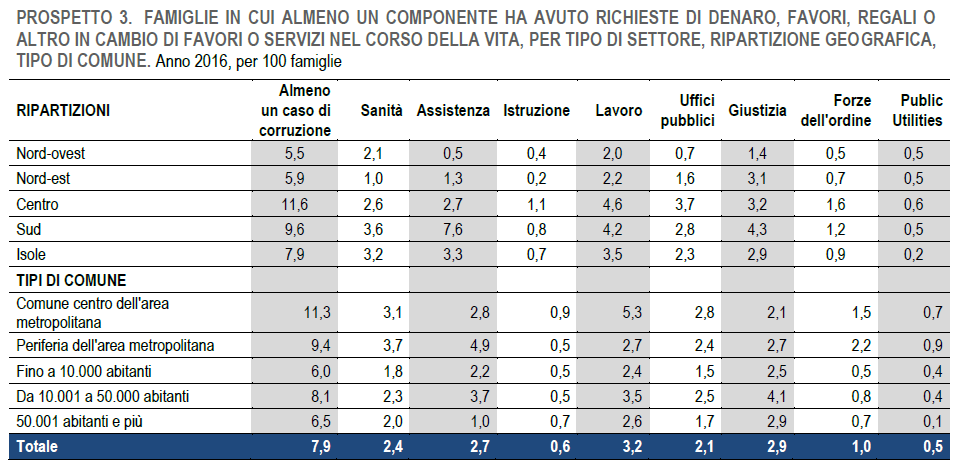 PROSPETTO 3. FAMIGLIE IN CUI ALMENO UN COMPONENTE HA AVUTO RICHIESTE DI DENARO, FAVORI, REGALI O
ALTRO IN CAMBIO DI FAVORI O SERVIZI NEL CORSO DELLA VITA, PER TIPO DI SETTORE, RIPARTIZIONE GEOGRAFICA,
TIPO DI COMUNE. Anno 2016, per 100 famiglie
RIPARTIZIONI Almeno un caso di corruzione Sanità Assistenza Istruzione Lavoro Uffici pubblici Giustizia Forze dell'ordine Public Utilities
Nord-ovest 5,5 2,1 0,5 0,4 2,0 0,7 1,4 0,5 0,5
Nord-est 5,9 1,0 1,3 0,2 2,2 1,6 3,1 0,7 0,5
Centro 11,6 2,6 2,7 1,1 4,6 3,7 3,2 1,6 0,6
Sud 9,6 3,6 7,6 0,8 4,2 2,8 4,3 1,2 0,5
Isole 7,9 3,2 3,3 0,7 3,5 2,3 2,9 0,9 0,2
TIPI DI COMUNE
Comune centro dell'area metropolitana 11,3 3,1 2,8 0,9 5,3 2,8 2,1 1,5 0,7
Periferia dell'area metropolitana 9,4 3,7 4,9 0,5 2,7 2,4 2,7 2,2 0,9
Fino a 10.000 abitanti 6,0 1,8 2,2 0,5 2,4 1,5 2,5 0,5 0,4
Da 10.001 a 50.000 abitanti 8,1 2,3 3,7 0,5 3,5 2,5 4,1 0,8 0,4
50.001 abitanti e più 6,5 2,0 1,0 0,7 2,6 1,7 2,9 0,7 0,1
Totale 7,9 2,4 2,7 0,6 3,2 2,1 2,9 1,0 0,5